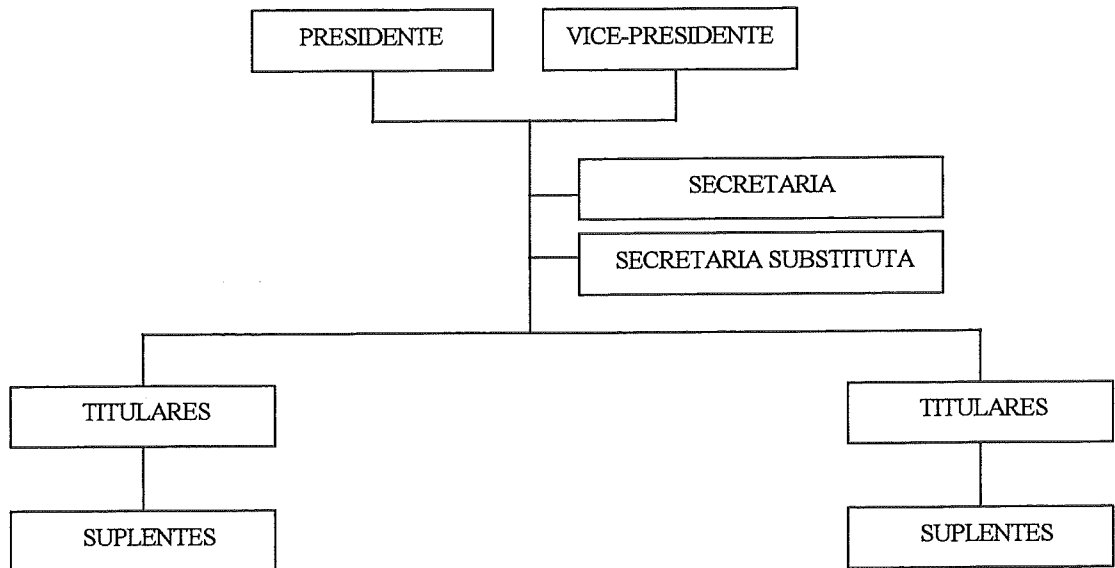 PRESIDENTE
VICE-PRESIDENTE
SECRETARIA
SECRETARIA SUBSTITUTA
TITULARES
TITULARES
SUPLENTES
SUPLENTES